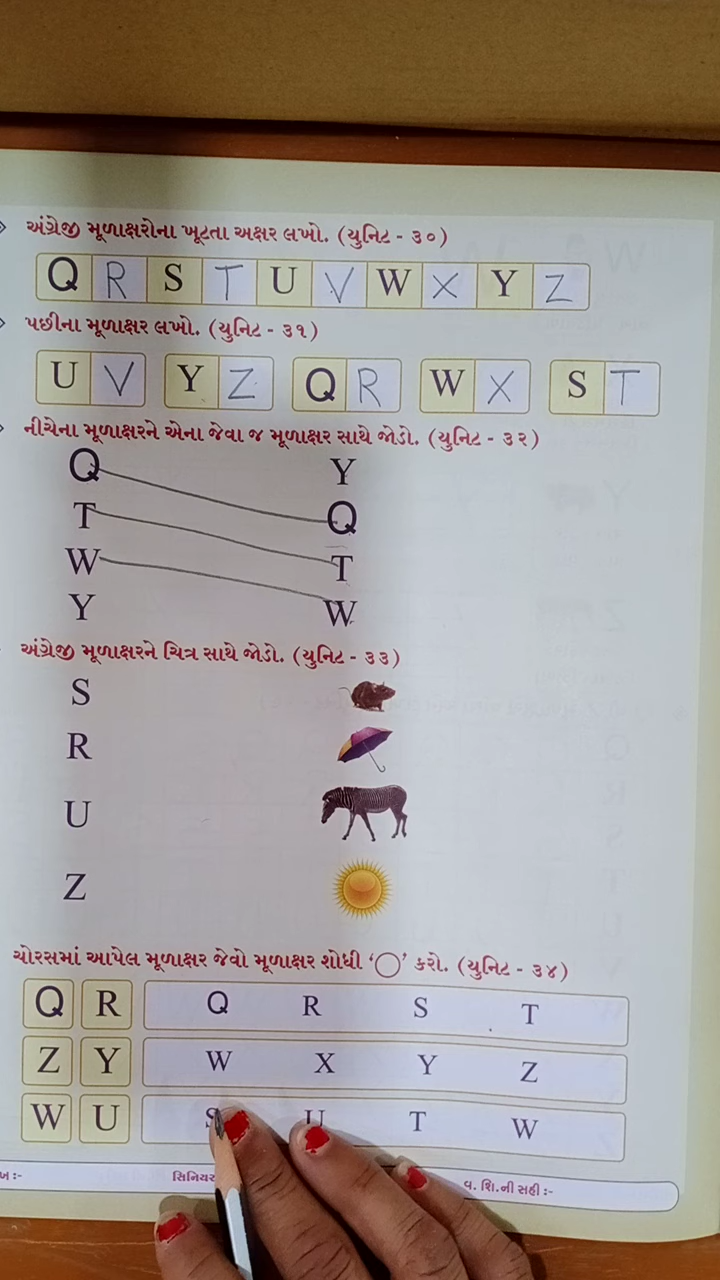 અંગ્રેજી મૂળાક્ષરોના ખૂટતા અક્ષર લખો. (યુનિટ - ૩૦)
Q R S T U V W X Y Z
પછીના મૂળાક્ષર લખો. (યુનિટ - ૩૧)
U V Y Z Q R W X S T
નીચેના મૂળાક્ષરને એના જેવા જ મૂળાક્ષર સાથે જોડો. (યુનિટ - ૩૨)
Q Y
T Q
W T
Y W
અંગ્રેજી મૂળાક્ષરને ચિત્ર સાથે જોડો. (યુનિટ - ૩૩)
S
R
U
Z
ચોરસમાં આપેલ મૂળાક્ષર જેવો મૂળાક્ષર શોધી ‘◯’ કરો. (યુનિટ - ૩૪)
Q R Q R S T
Z Y W X Y Z
W U S U T W
વ. શિ.ની સહી :-